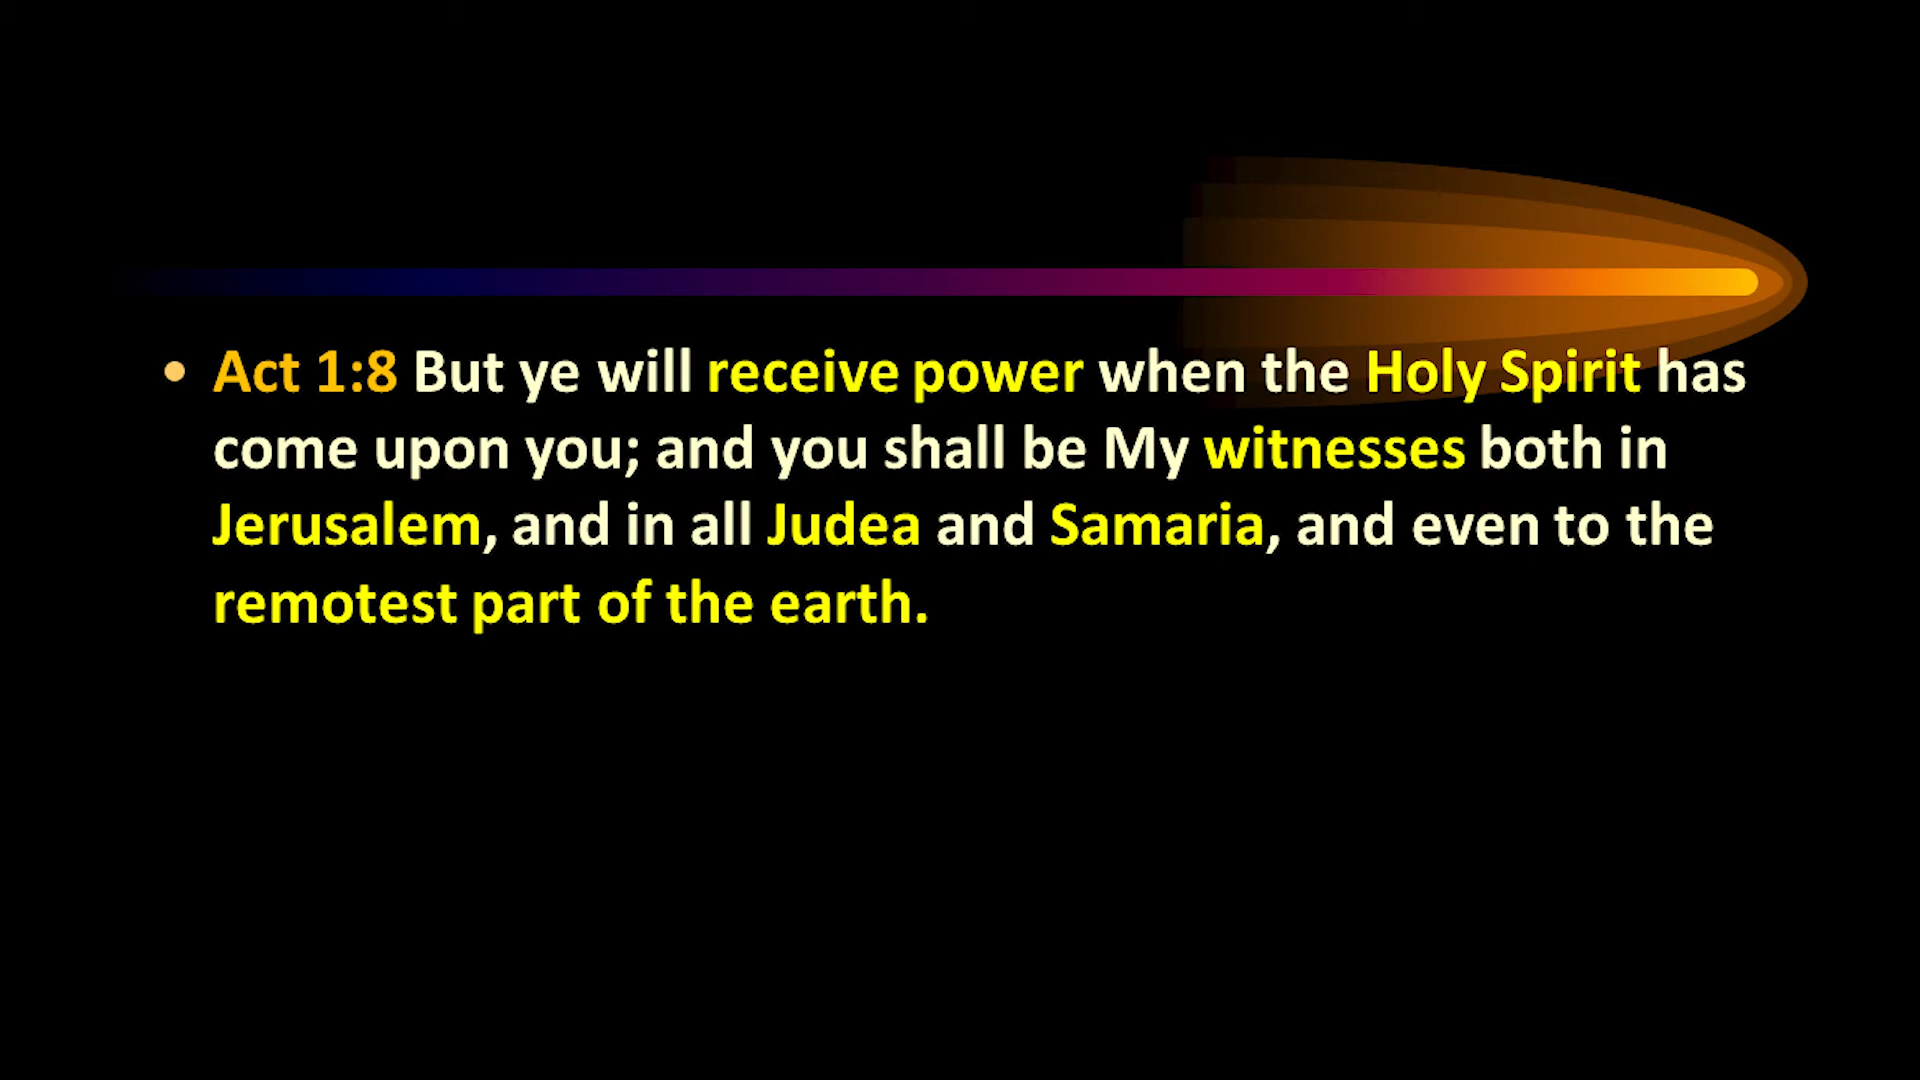 • Act 1:8 But ye will receive power when the Holy Spirit has
come upon you; and you shall be My witnesses both in
Jerusalem, and in all Judea and Samaria, and even to the
remotest part of the earth.